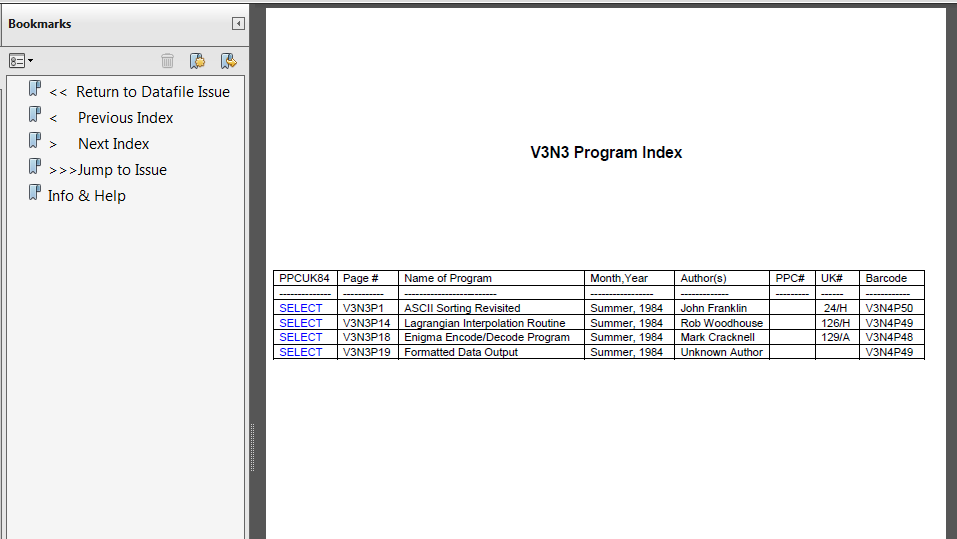 Bookmarks
<< Return to Datafile Issue
< Previous Index
> Next Index
>>>Jump to Issue
Info & Help
V3N3 Program Index
PPCUK84 Page # Name of Program Month,Year Author(s) PPC# UK# Barcode
-------------- ----------- ------------------------- ----------------- ------------- --------- ------ ------------
SELECT V3N3P1 ASCII Sorting Revisited Summer, 1984 John Franklin 24/H V3N4P50
SELECT V3N3P14 Lagrangian Interpolation Routine Summer, 1984 Rob Woodhouse 126/H V3N4P49
SELECT V3N3P18 Enigma Encode/Decode Program Summer, 1984 Mark Cracknell 129/A V3N4P48
SELECT V3N3P19 Formatted Data Output Summer, 1984 Unknown Author V3N4P49